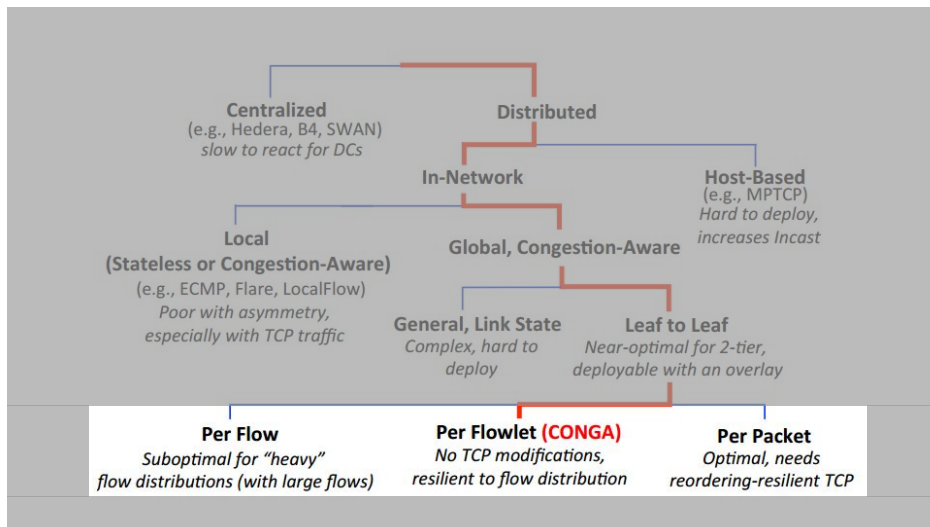 Centralized
(e.g., Hedera, B4, SWAN)
slow to react for DCs
Distributed
In-Network
Host-Based
(e.g., MPTCP)
Hard to deploy,
increases Incast
Local
(Stateless or Congestion-Aware)
(e.g., ECMP, Flare, LocalFlow)
Poor with asymmetry,
especially with TCP traffic
Global, Congestion-Aware
General, Link State
Complex, hard to
deploy
Leaf to Leaf
Near-optimal for 2-tier,
deployable with an overlay
Per Flow
Suboptimal for “heavy”
flow distributions (with large flows)
Per Flowlet (CONGA)
No TCP modifications,
resilient to flow distribution
Per Packet
Optimal, needs
reordering-resilient TCP